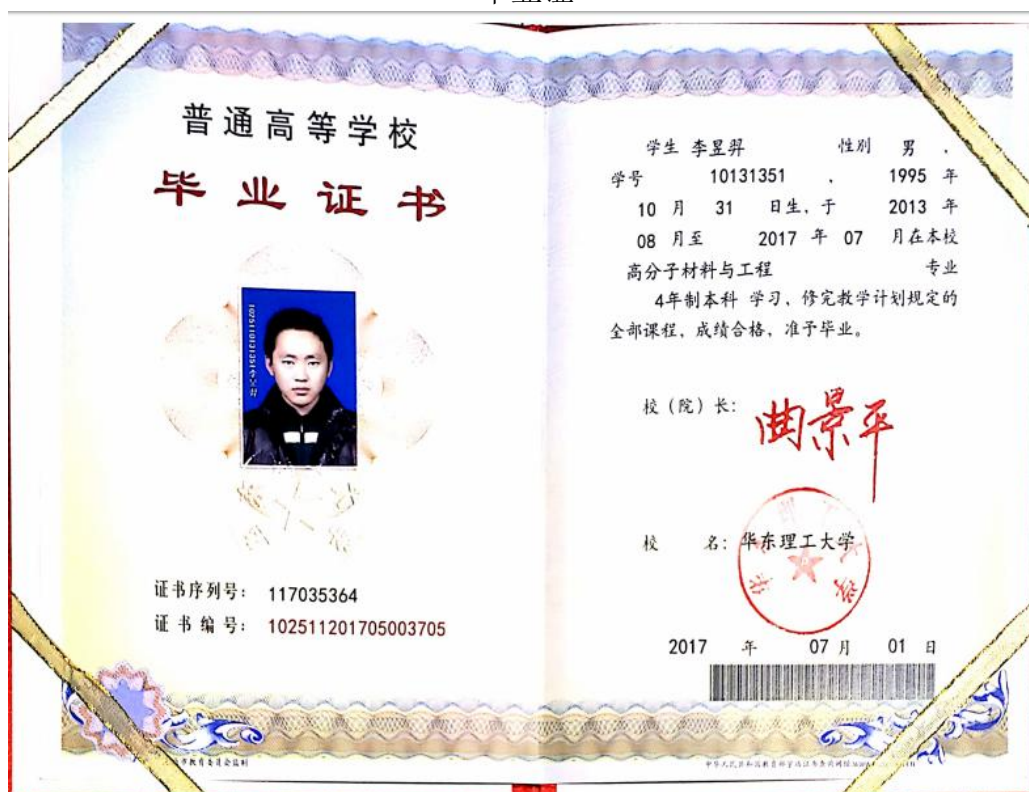 普通高等学校
毕业证书
证书序列号: 117035364
证书编号: 102511201705003705
学生 李昱羿 性别 男 ,
学号 10131351 , 1995 年
10 月 31 日生, 于 2013 年
08 月至 2017 年 07 月在本校
高分子材料与工程 专业
4年制本科 学习, 修完教学计划规定的
全部课程, 成绩合格, 准予毕业。
校(院)长: 曲景平
校 名: 华东理工大学
2017 年 07 月 01 日